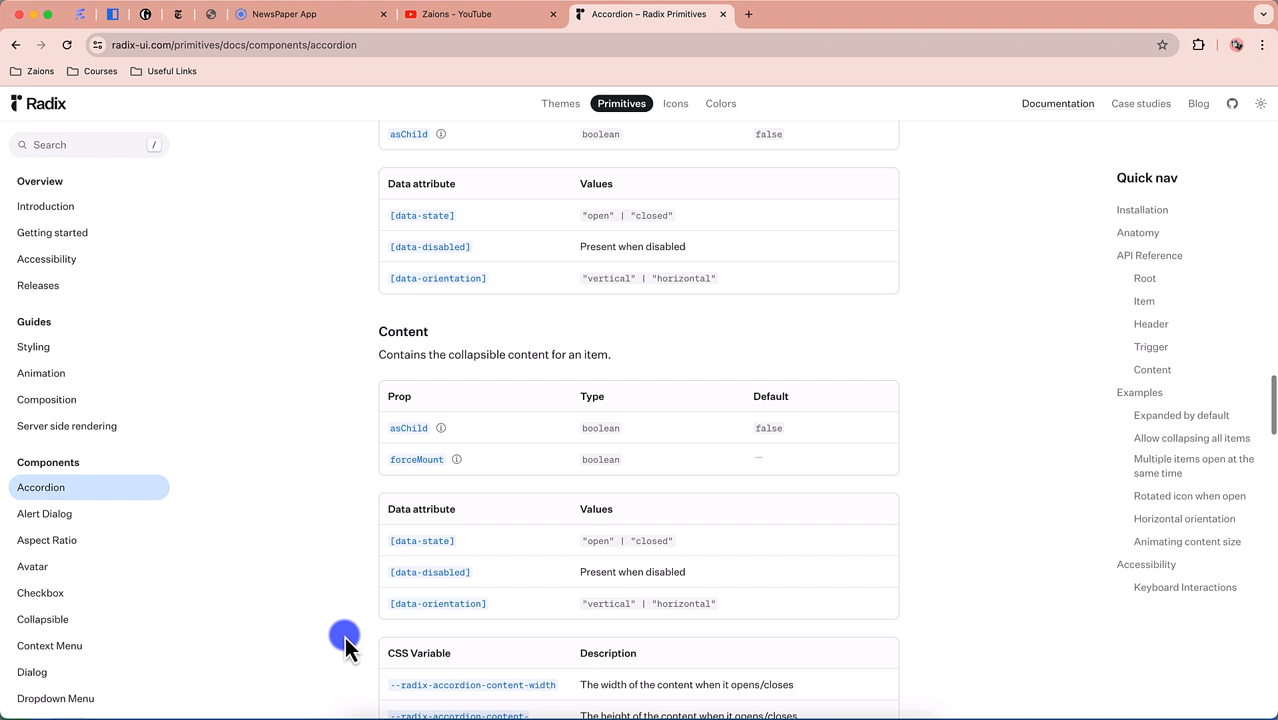 NewsPaper App
Zaions - YouTube
Accordion – Radix Primitives
radix-ui.com/primitives/docs/components/accordion
Zaions
Courses
Useful Links
Radix
Themes
Primitives
Icons
Colors
Documentation
Case studies
Blog
Search
/
Overview
Introduction
Getting started
Accessibility
Releases
Guides
Styling
Animation
Composition
Server side rendering
Components
Accordion
Alert Dialog
Aspect Ratio
Avatar
Checkbox
Collapsible
Context Menu
Dialog
Dropdown Menu
asChild boolean false
Data attribute Values
[data-state] "open" | "closed"
[data-disabled] Present when disabled
[data-orientation] "vertical" | "horizontal"
Content
Contains the collapsible content for an item.
Prop Type Default
asChild boolean false
forceMount boolean —
Data attribute Values
[data-state] "open" | "closed"
[data-disabled] Present when disabled
[data-orientation] "vertical" | "horizontal"
CSS Variable Description
--radix-accordion-content-width The width of the content when it opens/closes
--radix-accordion-content- The height of the content when it opens/closes
Quick nav
Installation
Anatomy
API Reference
Root
Item
Header
Trigger
Content
Examples
Expanded by default
Allow collapsing all items
Multiple items open at the
same time
Rotated icon when open
Horizontal orientation
Animating content size
Accessibility
Keyboard Interactions